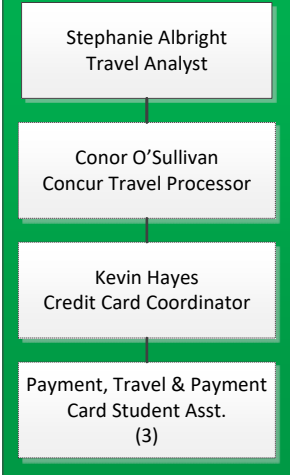 Stephanie Albright
Travel Analyst
Conor O’Sullivan
Concur Travel Processor
Kevin Hayes
Credit Card Coordinator
Payment, Travel & Payment
Card Student Asst.
(3)